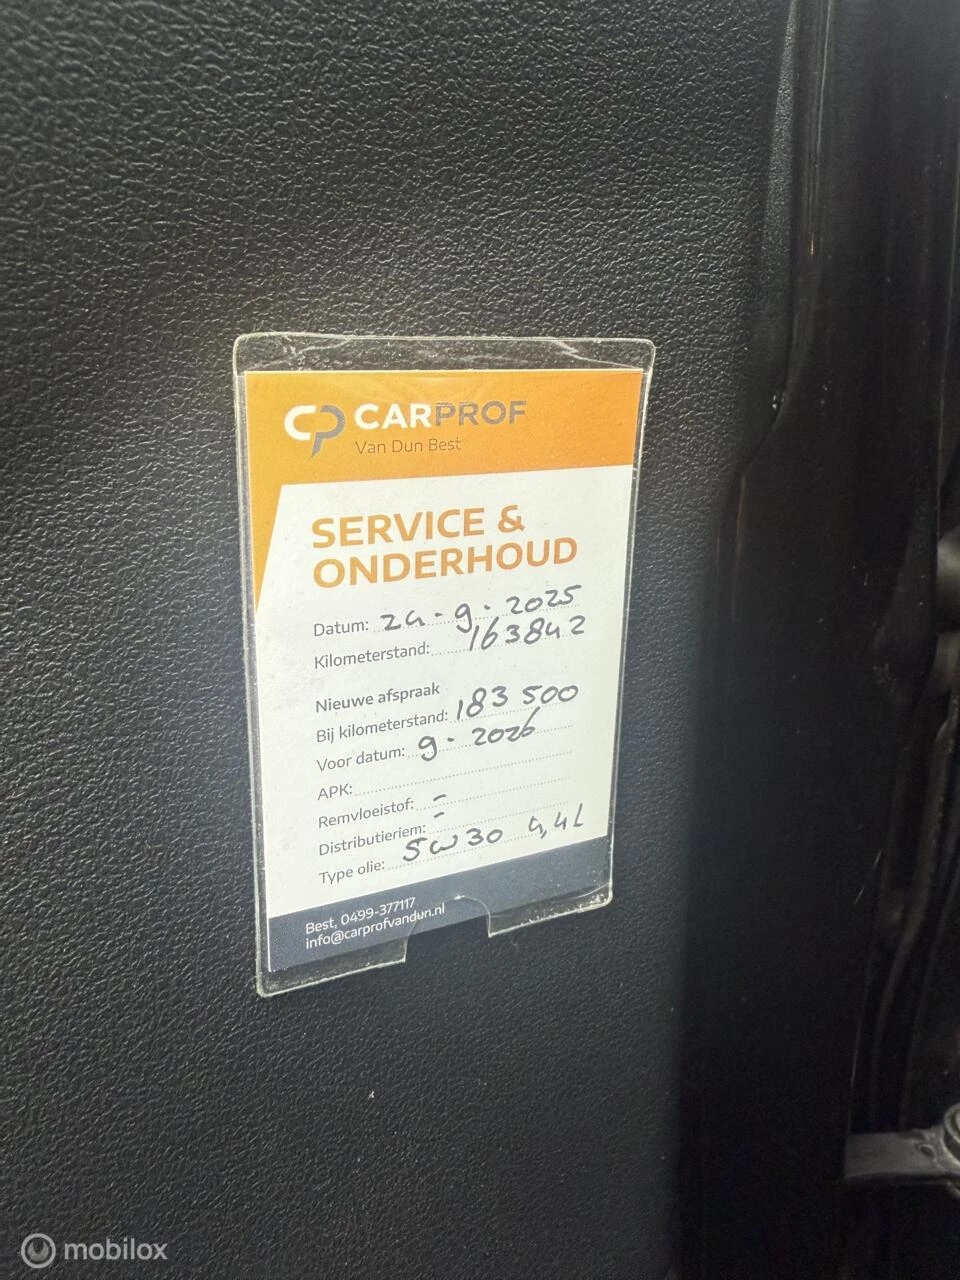 CP CARPROF
Van Dun Best
SERVICE &
ONDERHOUD
Datum: 24-9-2025
Kilometerstand: 163842
Nieuwe afspraak
Bij kilometerstand: 183 500
Voor datum: 9-2026
APK:
Remvloeistof: -
Distributieriem: -
Type olie: 5w30 4,4L
Best, 0499-377117
info@carprofvandun.nl
mobilox